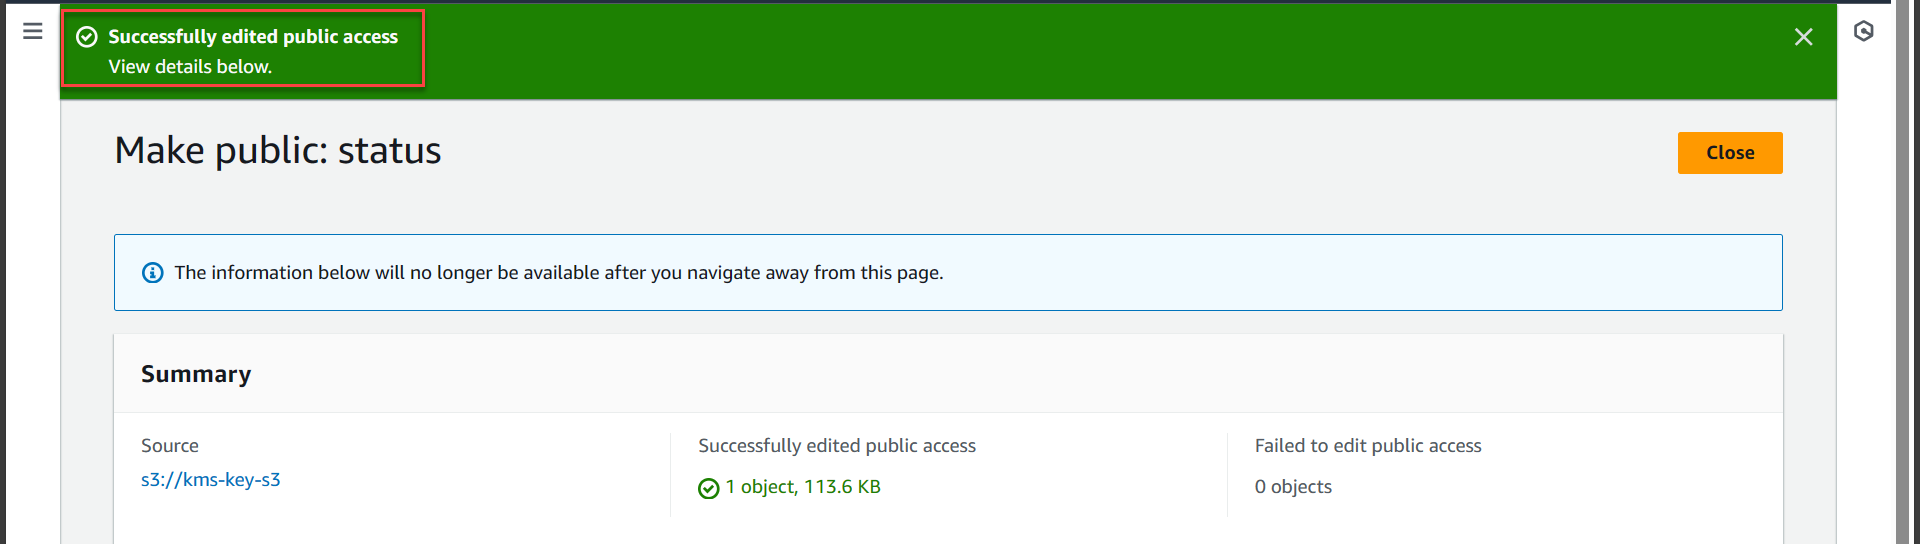 Successfully edited public access
View details below.
Make public: status
Close
The information below will no longer be available after you navigate away from this page.
Summary
Source
s3://kms-key-s3
Successfully edited public access
1 object, 113.6 KB
Failed to edit public access
0 objects